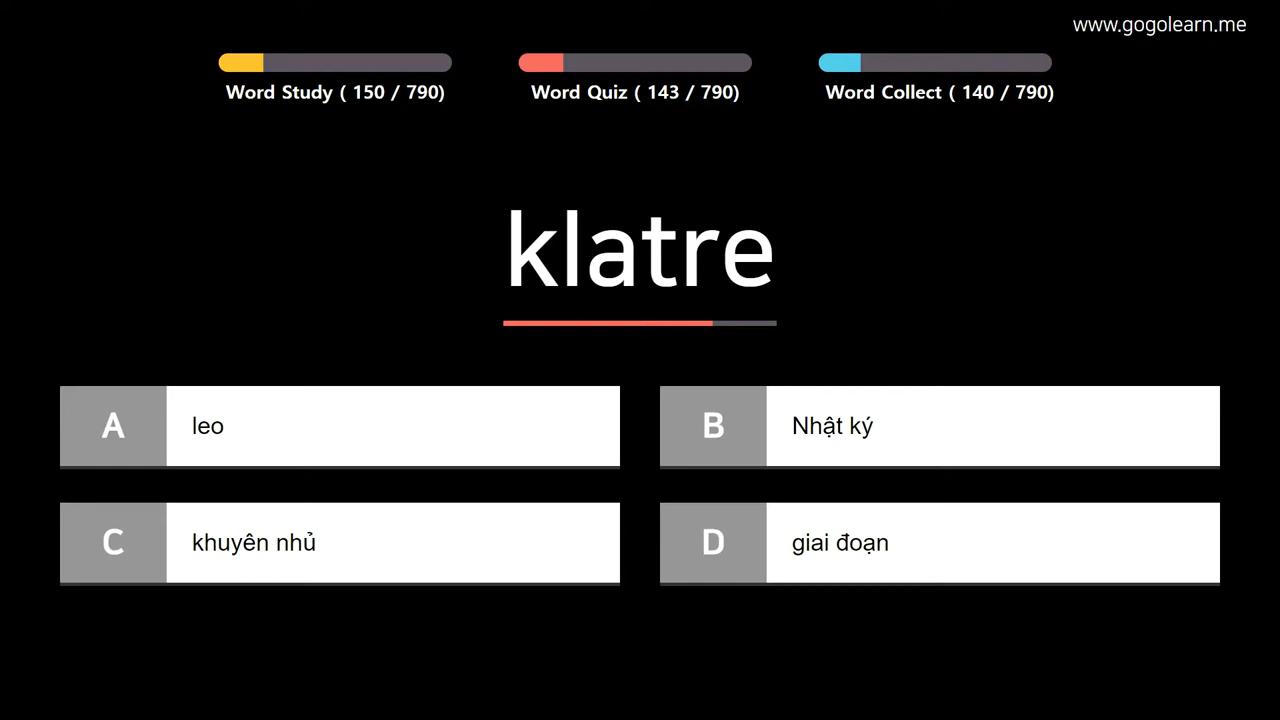 www.gogolearn.me
Word Study ( 150 / 790)
Word Quiz ( 143 / 790)
Word Collect ( 140 / 790)
klatre
A leo
B Nhật ký
C khuyên nhủ
D giai đoạn